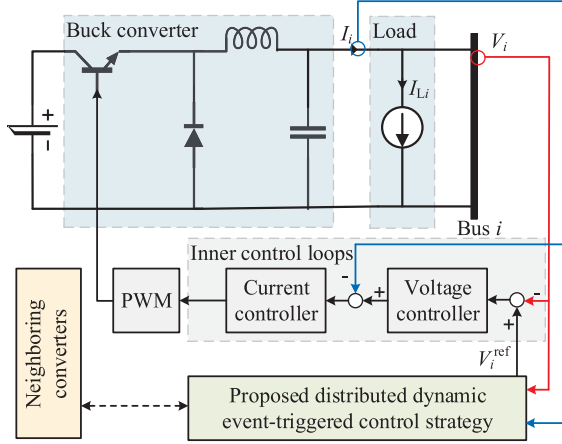 Buck converter
I_i
Load
V_i
I_Li
+
-
Bus i
Inner control loops
Neighboring
converters
PWM
Current
controller
-
+
Voltage
controller
-
+
V_i^ref
Proposed distributed dynamic
event-triggered control strategy